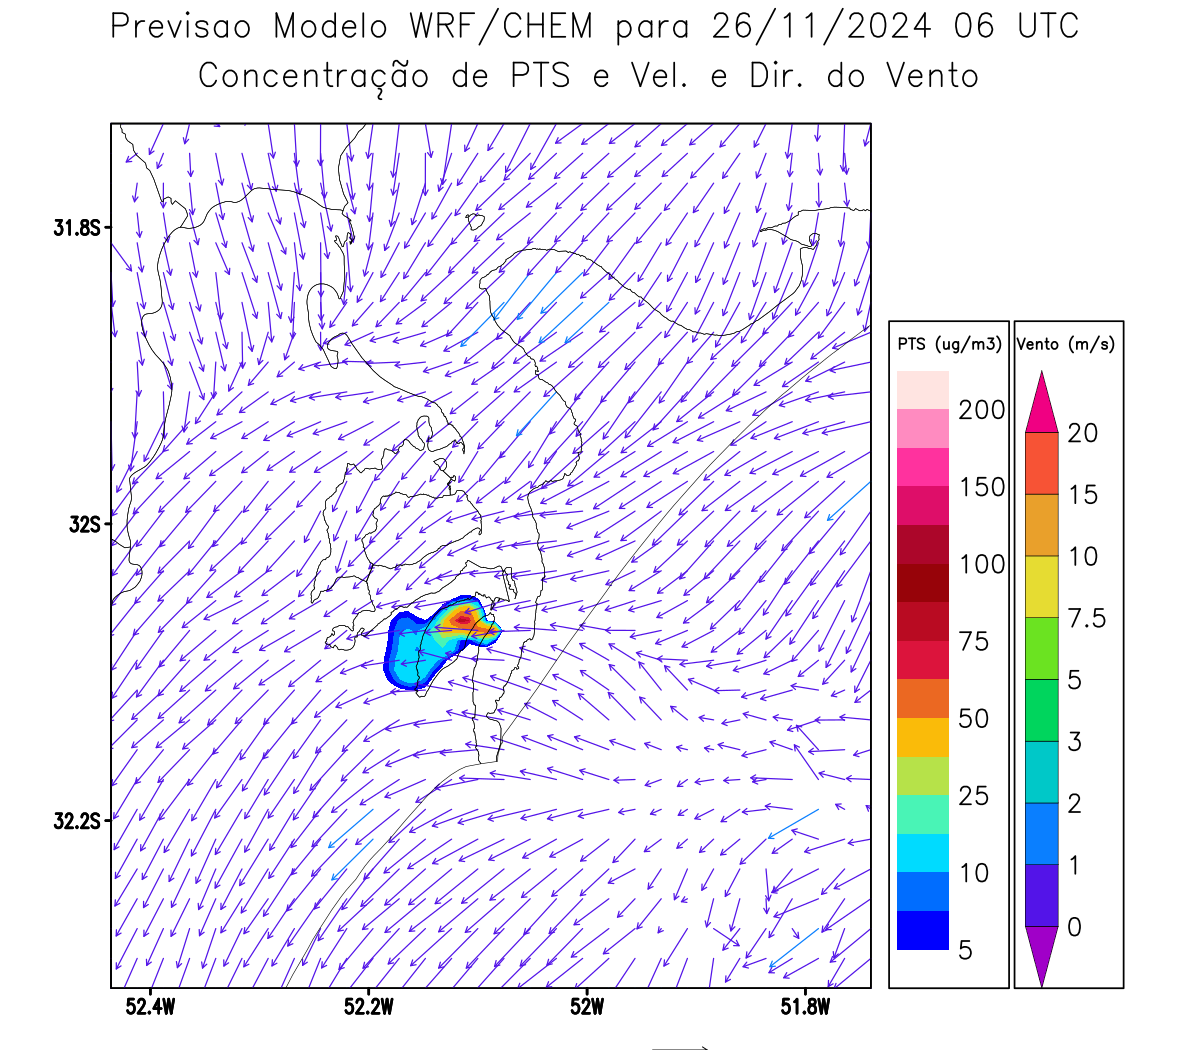 Previsao Modelo WRF/CHEM para 26/11/2024 06 UTC
Concentração de PTS e Vel. e Dir. do Vento
31.8S
32S
32.2S
52.4W
52.2W
52W
51.8W
PTS (ug/m3)
200
150
100
75
50
25
10
5
Vento (m/s)
20
15
10
7.5
5
3
2
1
0